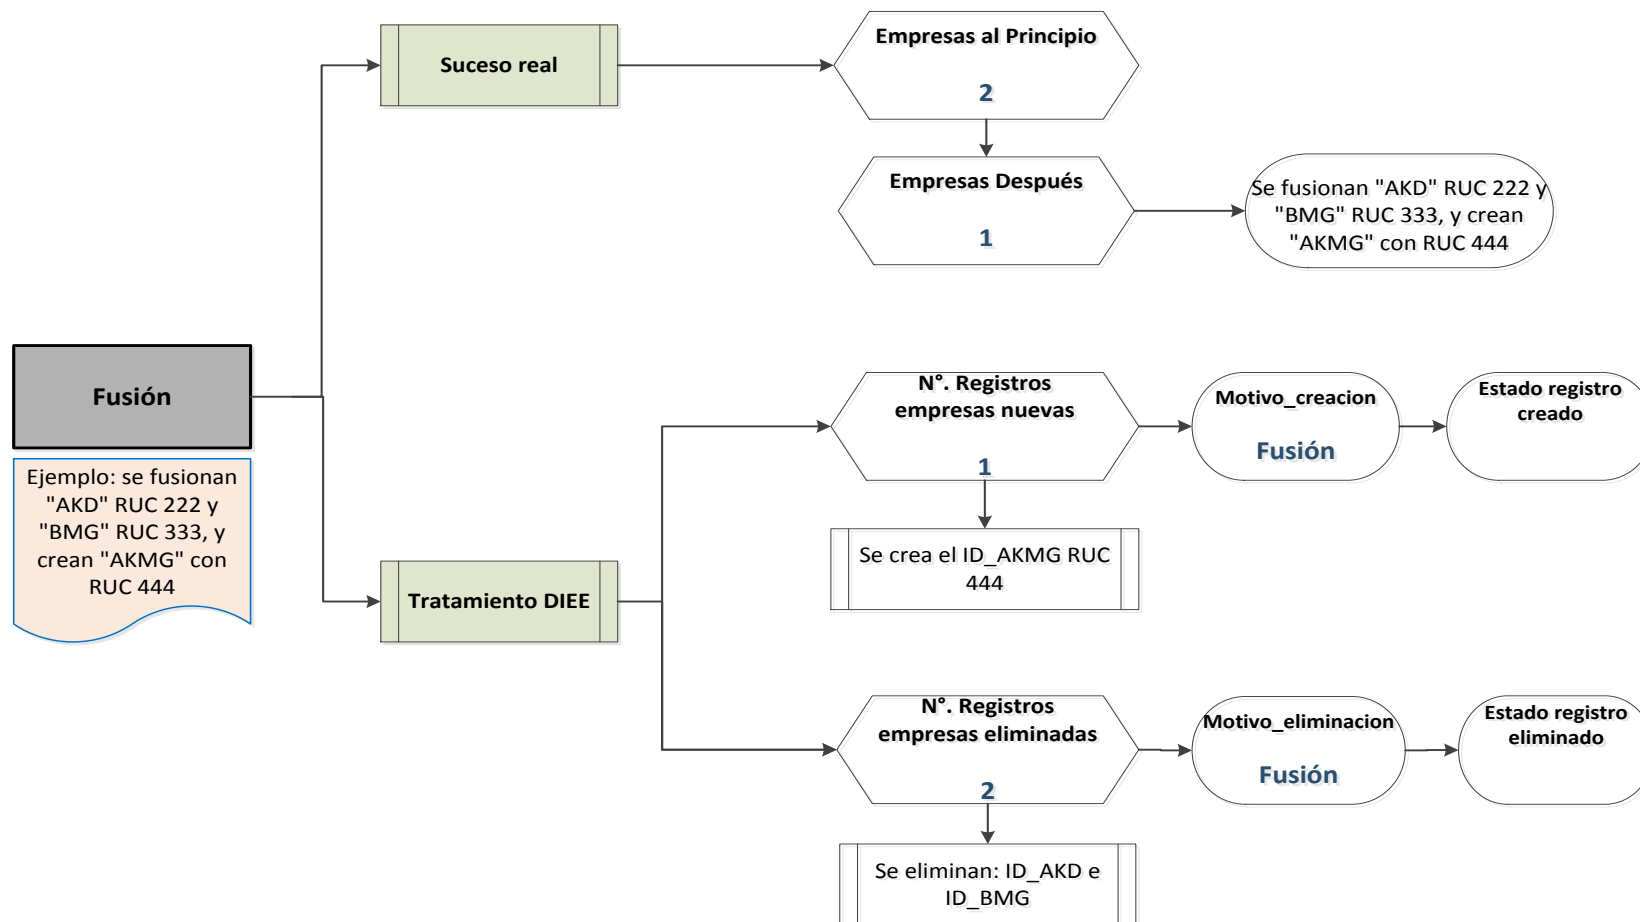 Suceso real
Empresas al Principio
2
Empresas Después
1
Se fusionan "AKD" RUC 222 y
"BMG" RUC 333, y crean
"AKMG" con RUC 444
Fusión
Ejemplo: se fusionan
"AKD" RUC 222 y
"BMG" RUC 333, y
crean "AKMG" con
RUC 444
Tratamiento DIEE
N°. Registros
empresas nuevas
1
Motivo_creacion
Fusión
Estado registro
creado
Se crea el ID_AKMG RUC
444
N°. Registros
empresas eliminadas
2
Motivo_eliminacion
Fusión
Estado registro
eliminado
Se eliminan: ID_AKD e
ID_BMG